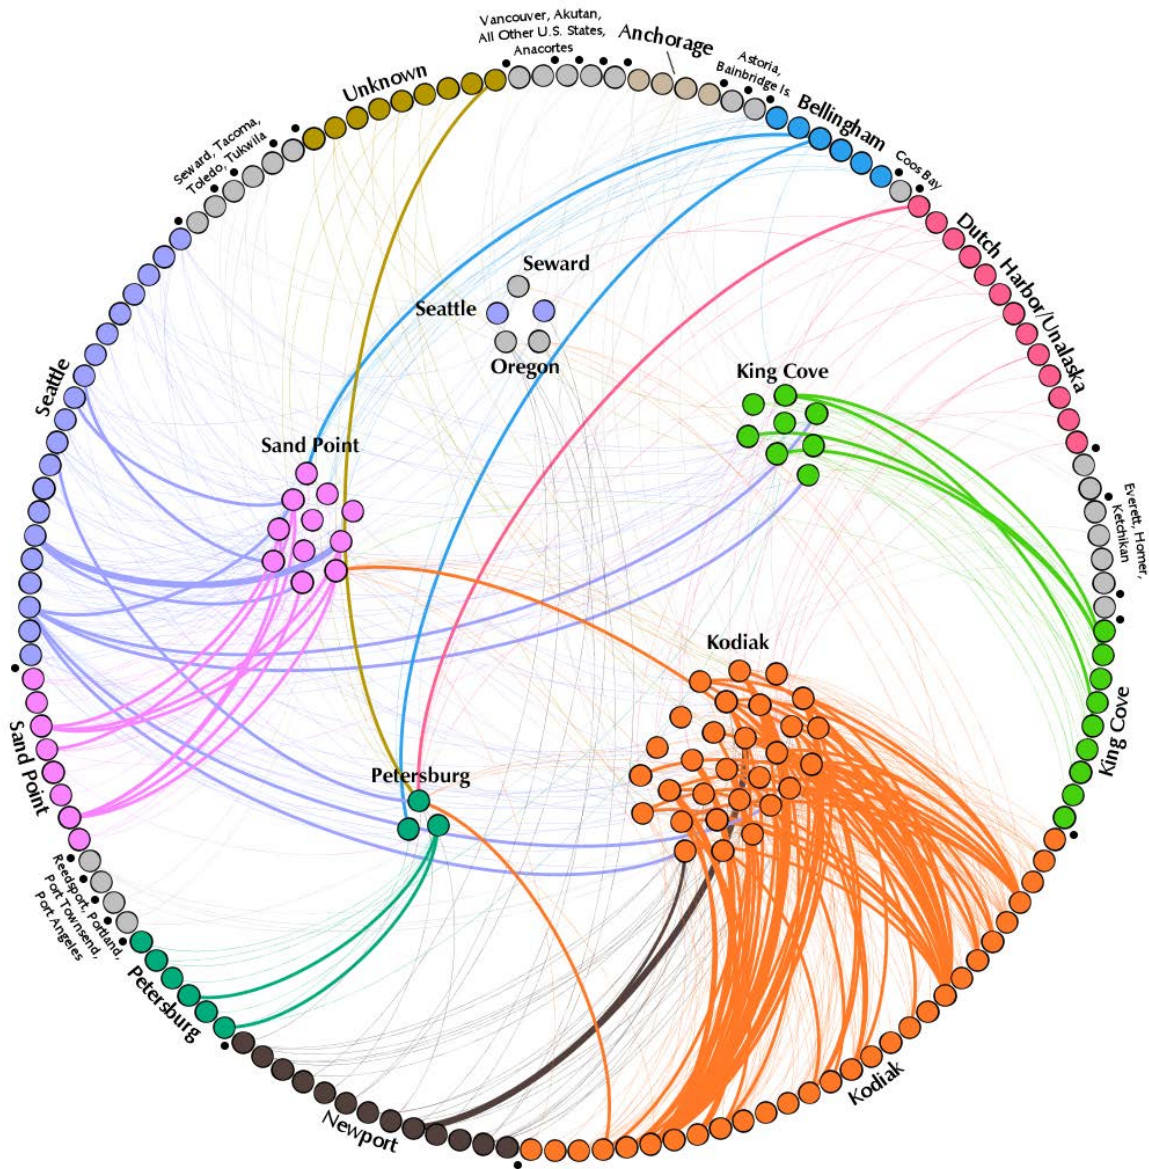 Vancouver, Akutan,
All Other U.S. States,
Anacortes
Anchorage
Astoria,
Bainbridge Is.
Bellingham
Coos Bay
Unknown
Seward, Tacoma,
Toledo, Tukwila
Dutch Harbor/Unalaska
Seward
Seattle
Oregon
King Cove
Seattle
Sand Point
Everett, Homer,
Ketchikan
Kodiak
King Cove
Sand Point
Petersburg
Reedsport, Portland,
Port Townsend,
Port Angeles
Petersburg
Newport
Kodiak